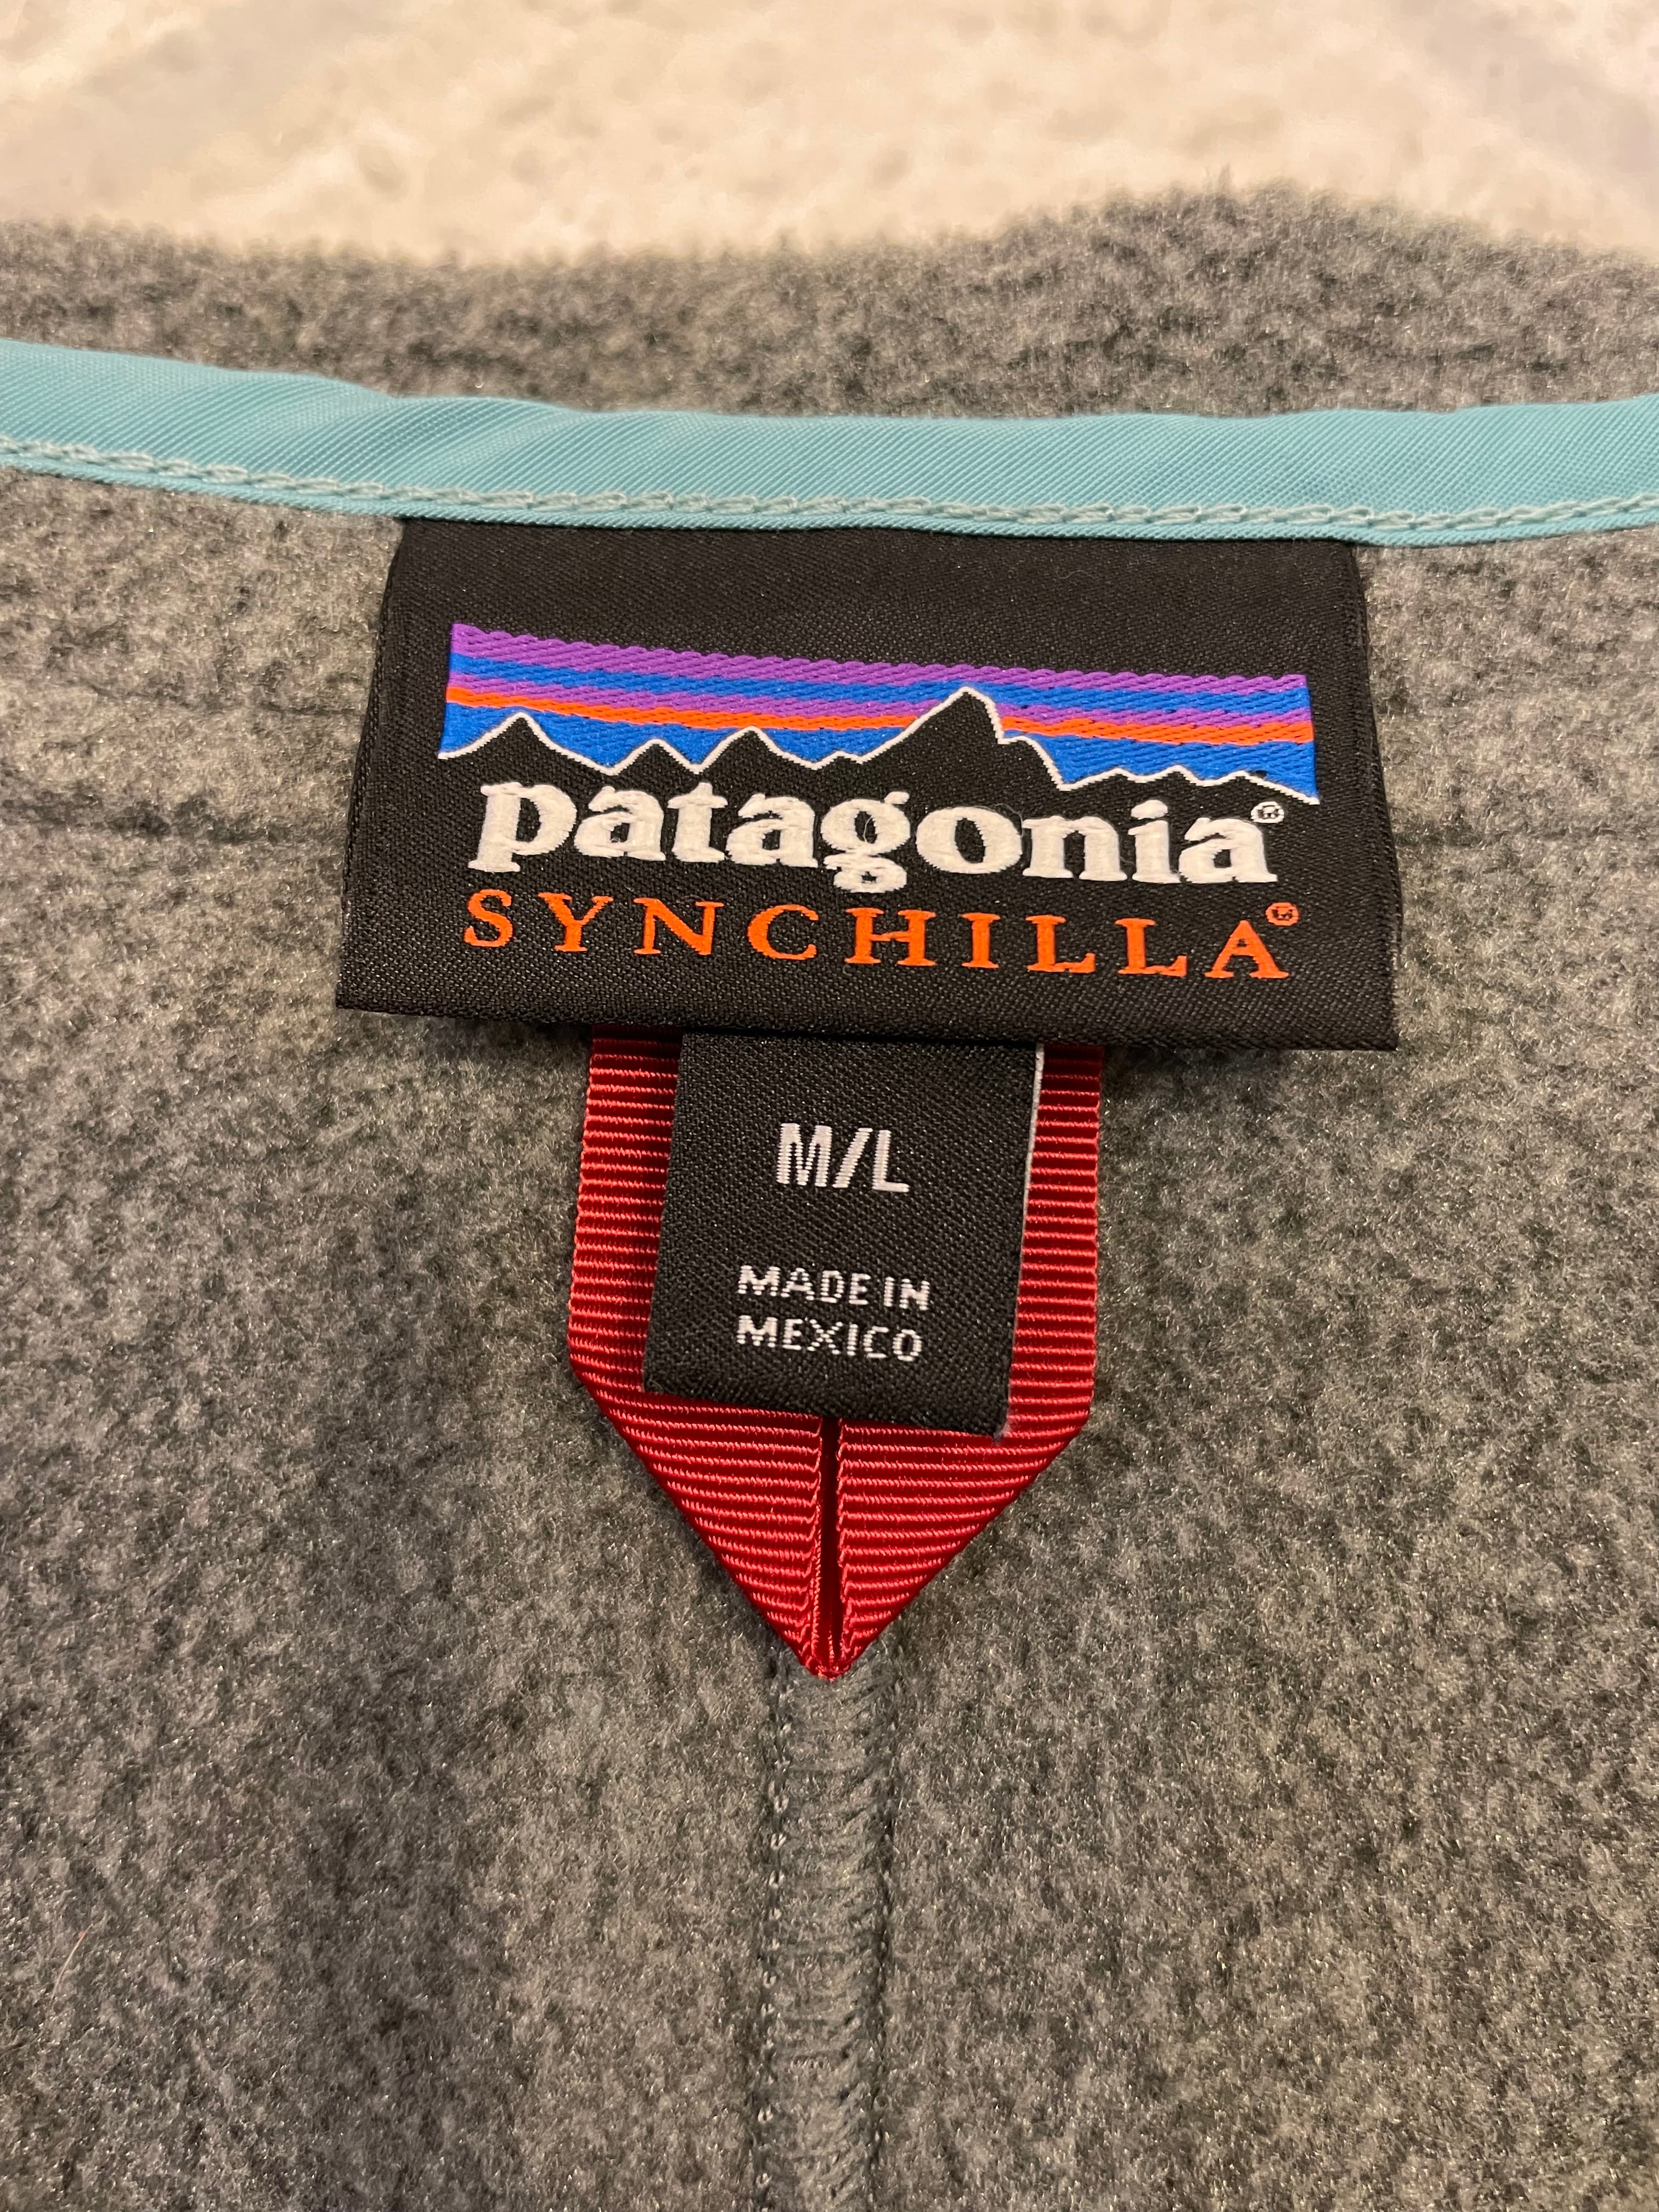 patagonia®
SYNCHILLA®
M/L
MADE IN
MEXICO